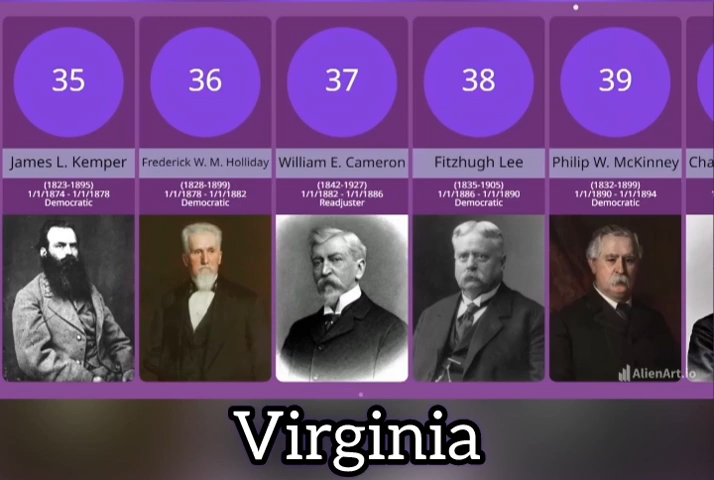 35
36
37
38
39
James L. Kemper
Frederick W. M. Holliday
William E. Cameron
Fitzhugh Lee
Philip W. McKinney
Cha
(1823-1895)
1/1/1874 - 1/1/1878
Democratic
(1828-1899)
1/1/1878 - 1/1/1882
Democratic
(1842-1927)
1/1/1882 - 1/1/1886
Readjuster
(1835-1905)
1/1/1886 - 1/1/1890
Democratic
(1832-1899)
1/1/1890 - 1/1/1894
Democratic
AlienArt.io
Virginia